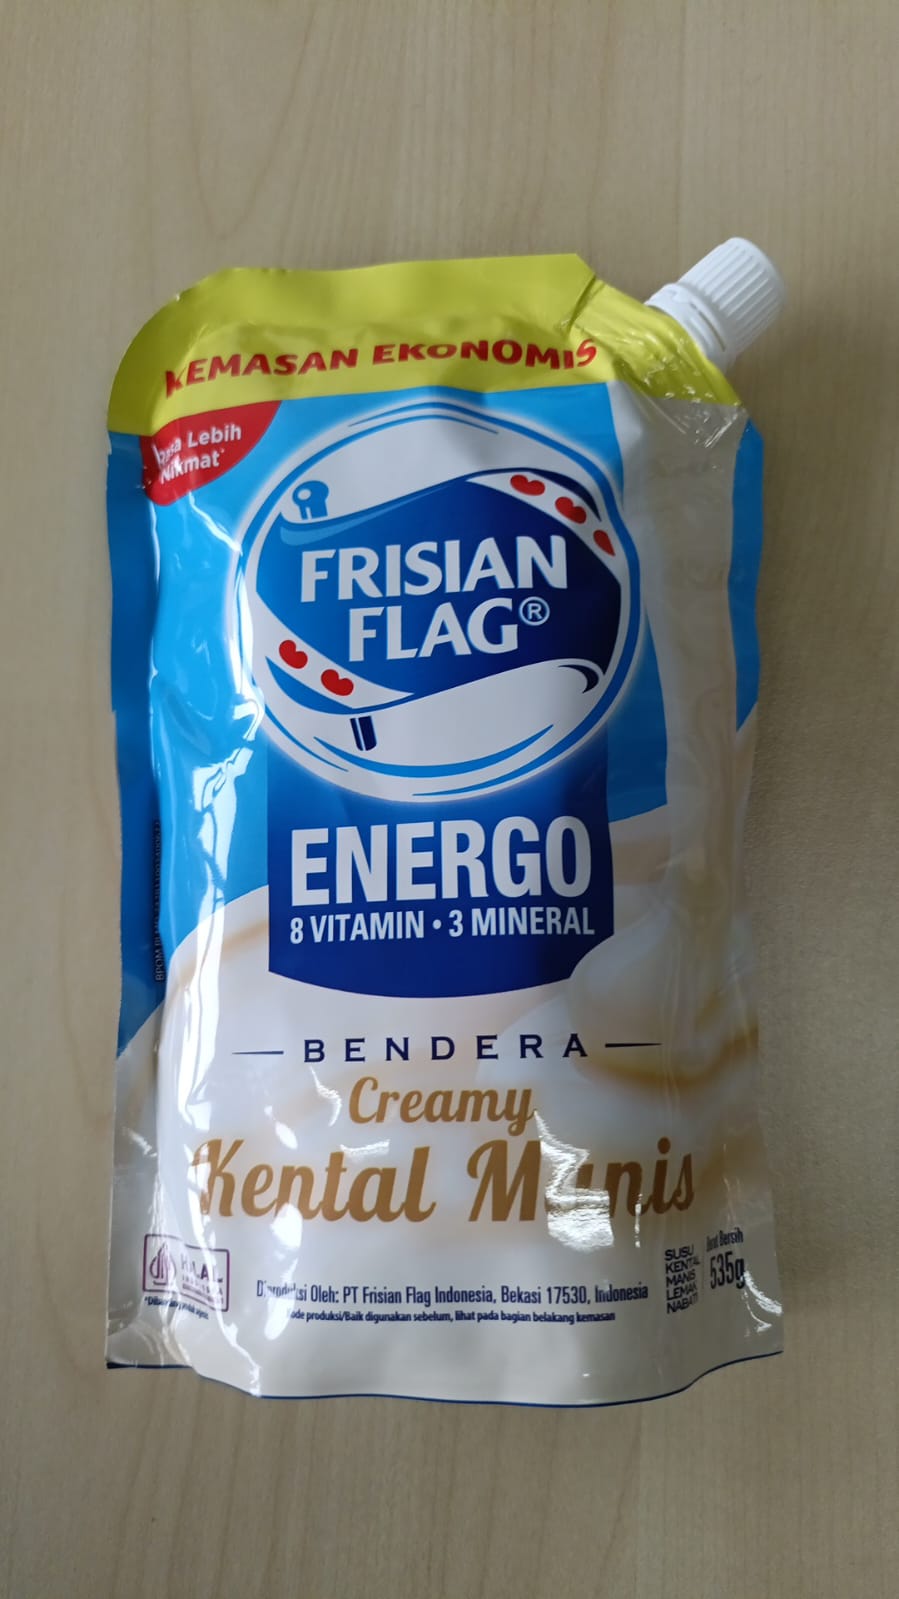 KEMASAN EKONOMIS
Rasa Lebih
Nikmat*
FRISIAN
FLAG®
ENERGO
8 VITAMIN • 3 MINERAL
BENDERA
Creamy
Kental Manis
HALAL
INDONESIA
SUSU
KENTAL
MANIS
LEMAK
NABATI
Berat Bersih
535g
Diproduksi Oleh: PT Frisian Flag Indonesia, Bekasi 17530, Indonesia
Kode produksi/Baik digunakan sebelum, lihat pada bagian belakang kemasan